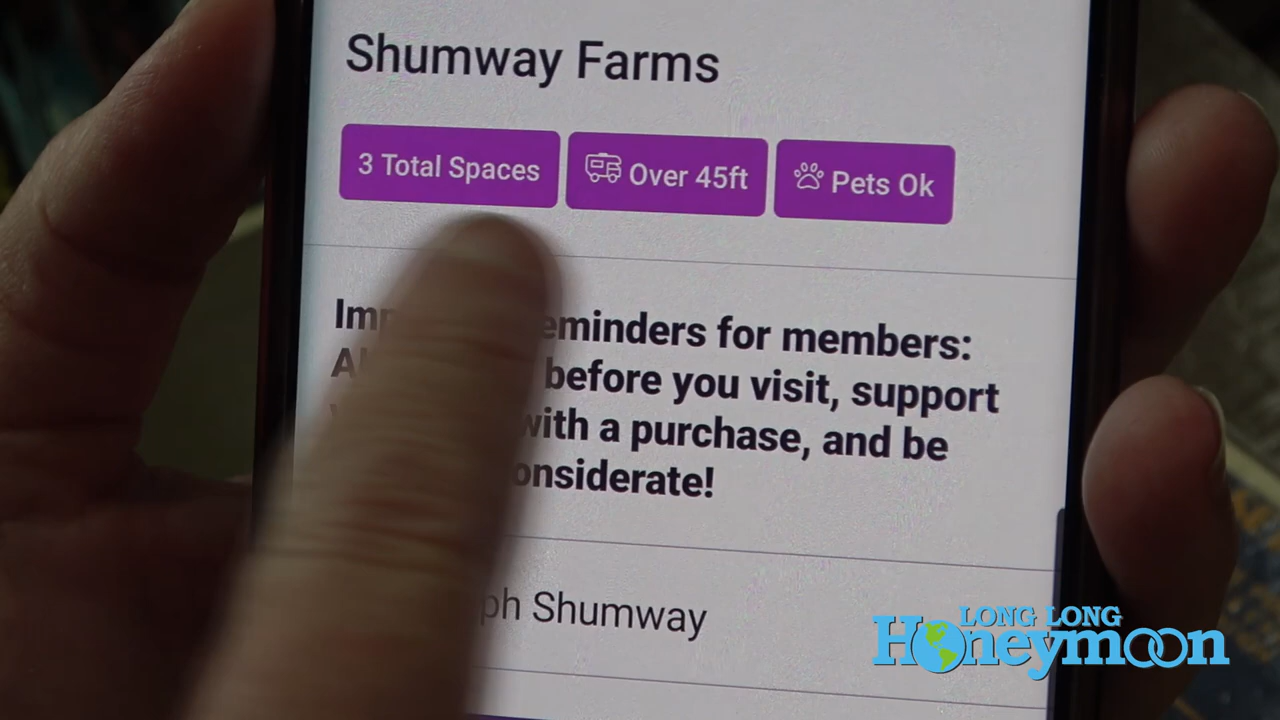 Shumway Farms
3 Total Spaces
Over 45ft
Pets Ok
eminders for members:
before you visit, support
with a purchase, and be
onsiderate!
ph Shumway
LONG LONG
Honeymoon